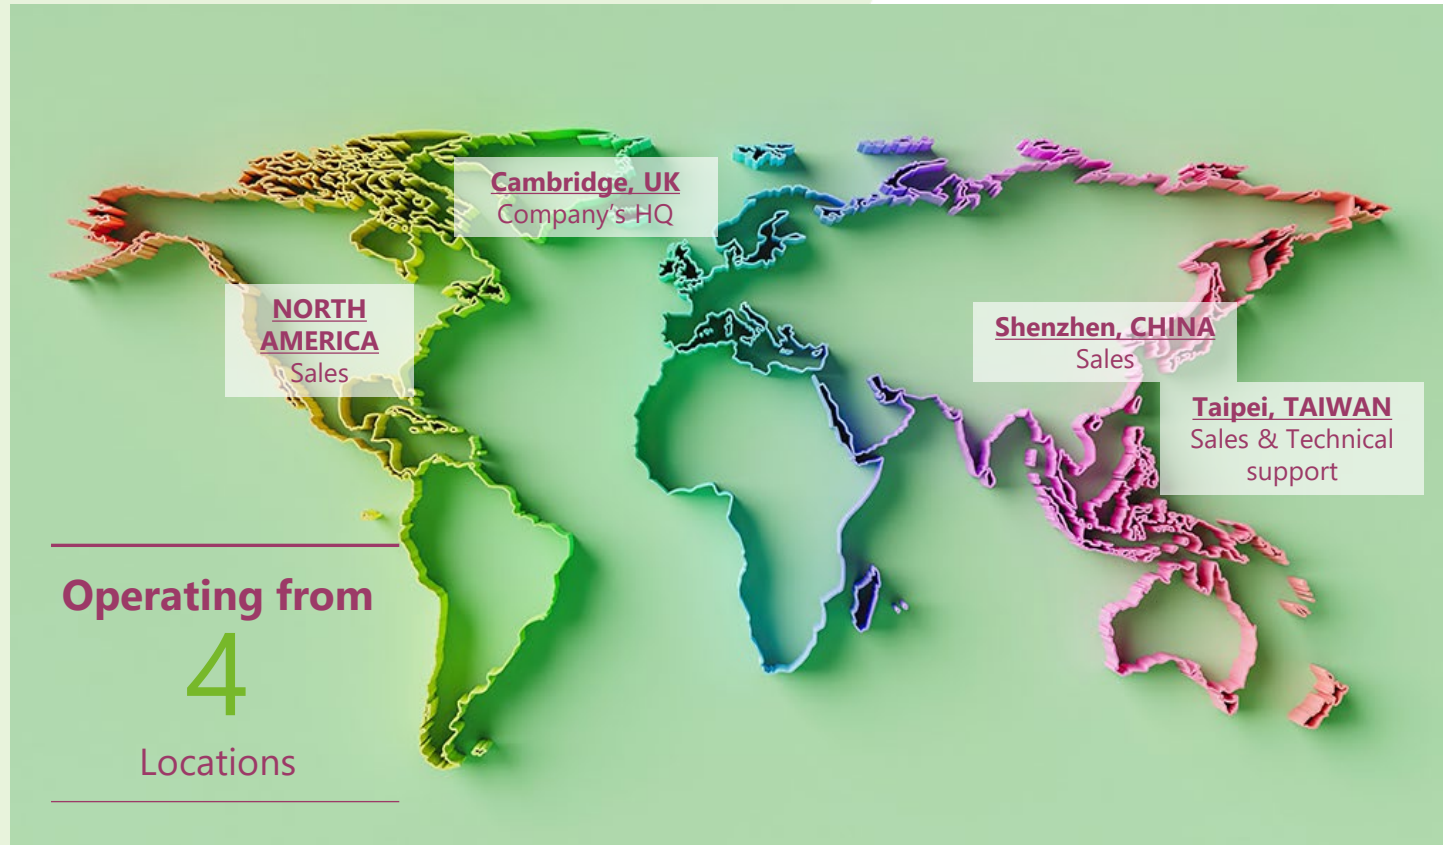 Cambridge, UK
Company's HQ
NORTH
AMERICA
Sales
Shenzhen, CHINA
Sales
Taipei, TAIWAN
Sales & Technical
support
Operating from
4
Locations